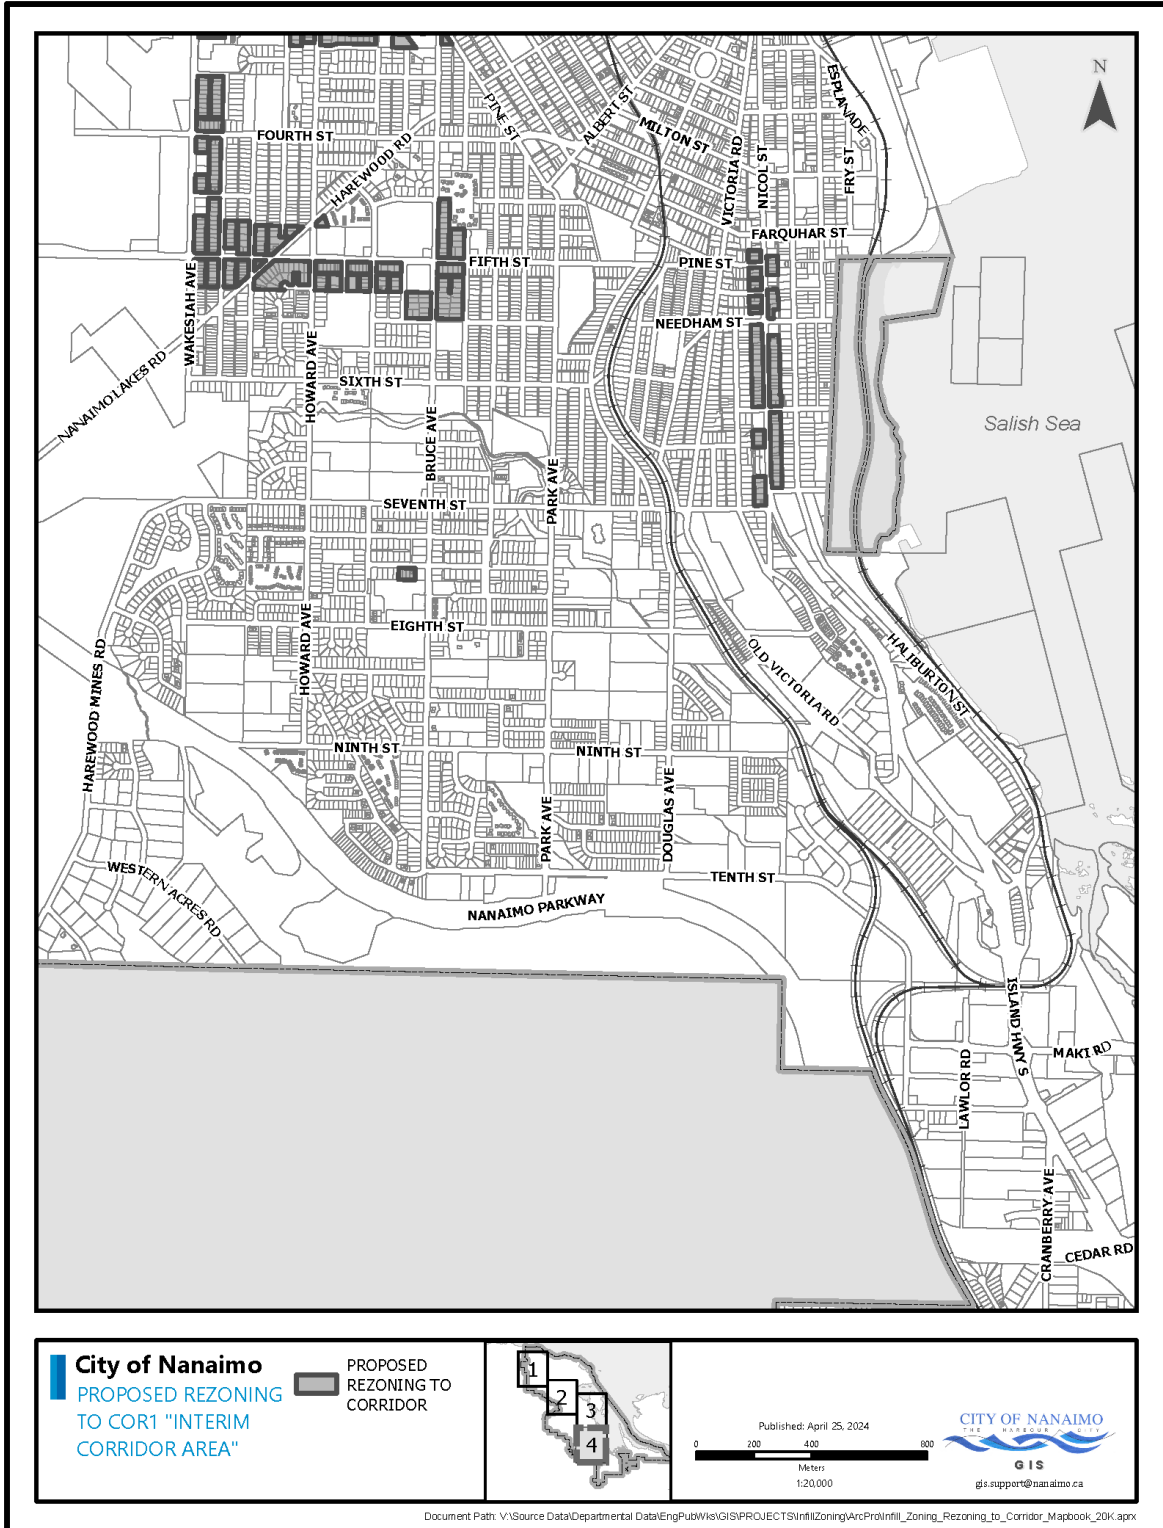 N
ESPLANADE
PINE ST
ALBERT ST
MILTON ST
FOURTH ST
HAREWOOD RD
VICTORIA RD
NICOL ST
FRY ST
FARQUHAR ST
FIFTH ST
PINE ST
WAKESIAH AVE
NEEDHAM ST
NANAIMO LAKES RD
HOWARD AVE
SIXTH ST
Salish Sea
BRUCE AVE
PARK AVE
SEVENTH ST
EIGHTH ST
HOWARD AVE
HAREWOOD MINES RD
OLD VICTORIA RD
HALIBURTON ST
NINTH ST
NINTH ST
PARK AVE
DOUGLAS AVE
TENTH ST
WESTERN ACRES RD
NANAIMO PARKWAY
ISLAND HWY S
MAKI RD
LAWLOR RD
CRANBERRY AVE
CEDAR RD
City of Nanaimo
PROPOSED REZONING
TO COR1 "INTERIM
CORRIDOR AREA"
PROPOSED
REZONING TO
CORRIDOR
1
2
3
4
Published: April 25, 2024
0 200 400 800
Meters
1:20,000
CITY OF NANAIMO
THE HARBOUR CITY
GIS
gis.support@nanaimo.ca
Document Path: V:\Source Data\Departmental Data\EngPubWks\GIS\PROJECTS\InfillZoning\ArcPro\Infill_Zoning_Rezoning_to_Corridor_Mapbook_20K.aprx